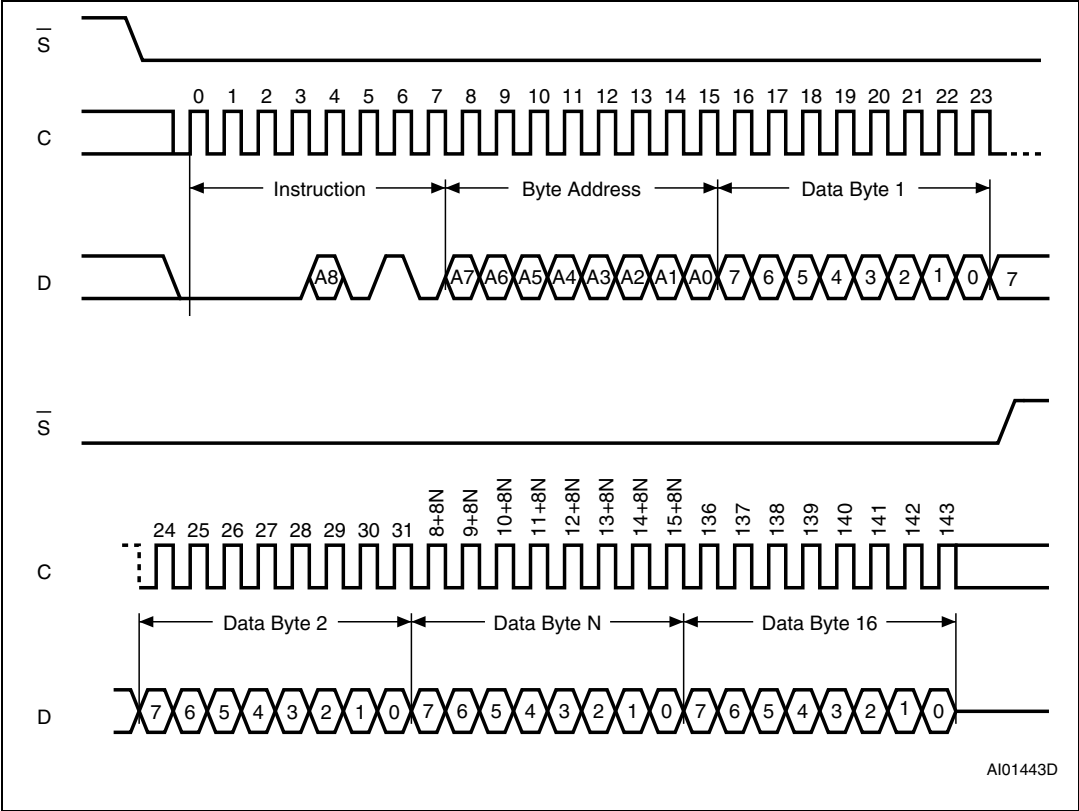 S
0 1 2 3 4 5 6 7 8 9 10 11 12 13 14 15 16 17 18 19 20 21 22 23
C
Instruction Byte Address Data Byte 1
D A8 A7 A6 A5 A4 A3 A2 A1 A0 7 6 5 4 3 2 1 0 7
S
24 25 26 27 28 29 30 31 8+8N 9+8N 10+8N 11+8N 12+8N 13+8N 14+8N 15+8N 136 137 138 139 140 141 142 143
C
Data Byte 2 Data Byte N Data Byte 16
D 7 6 5 4 3 2 1 0 7 6 5 4 3 2 1 0 7 6 5 4 3 2 1 0
AI01443D